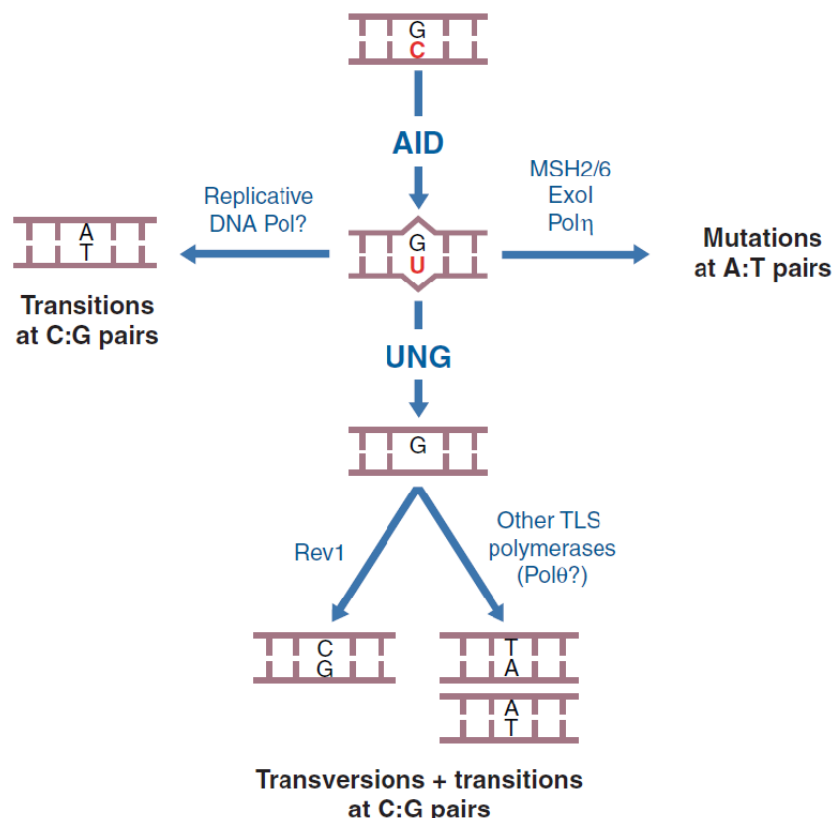 G
C
AID
Replicative
DNA Pol?
MSH2/6
ExoI
Polη
A
T
G
U
Transitions
at C:G pairs
Mutations
at A:T pairs
UNG
G
Rev1
Other TLS
polymerases
(Polθ?)
C
G
T
A
A
T
Transversions + transitions
at C:G pairs